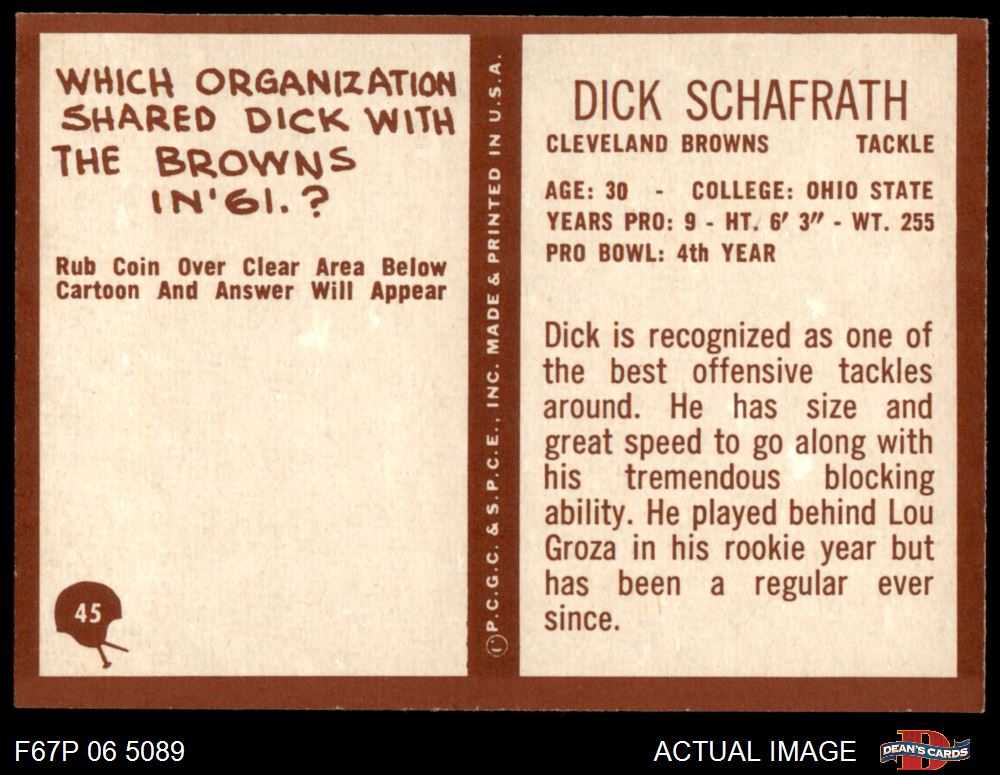 WHICH ORGANIZATION
SHARED DICK WITH
THE BROWNS
IN '61.?
Rub Coin Over Clear Area Below
Cartoon And Answer Will Appear
45
©P.C.G.C. & S.P.C.E., INC. MADE & PRINTED IN U.S.A.
DICK SCHAFRATH
CLEVELAND BROWNS TACKLE
AGE: 30 - COLLEGE: OHIO STATE
YEARS PRO: 9 - HT. 6' 3" - WT. 255
PRO BOWL: 4th YEAR
Dick is recognized as one of
the best offensive tackles
around. He has size and
great speed to go along with
his tremendous blocking
ability. He played behind Lou
Groza in his rookie year but
has been a regular ever
since.
F67P 06 5089
ACTUAL IMAGE
D
DEAN'S CARDS